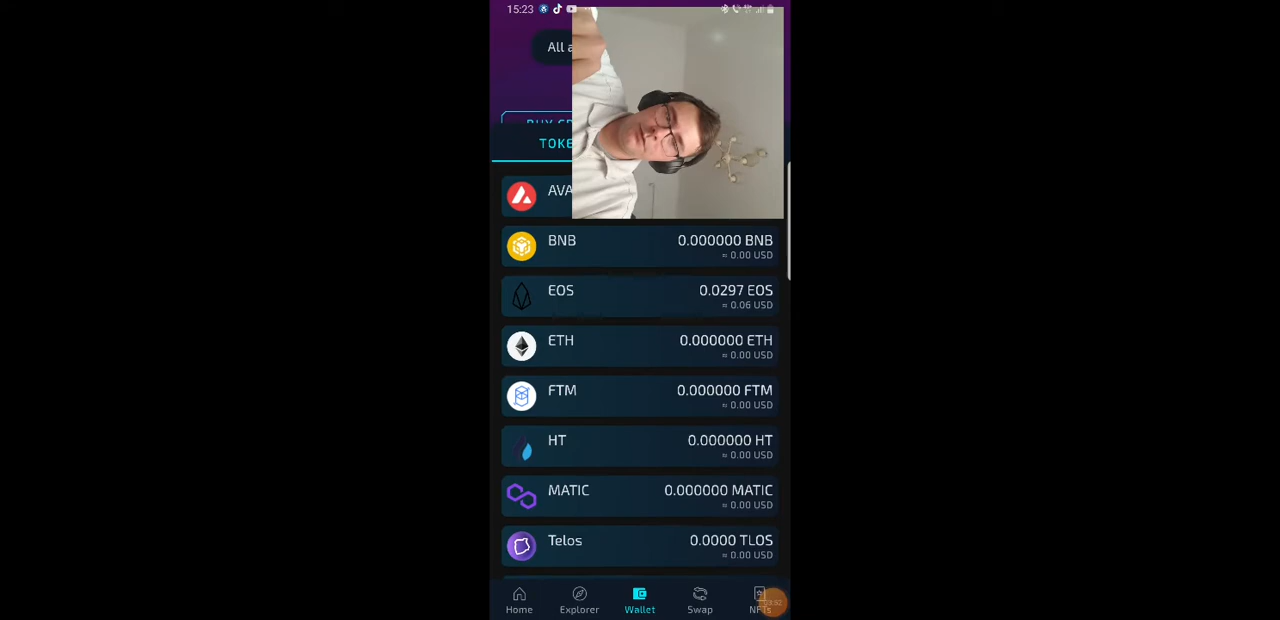 15:23
All a
BUY CR
TOKE
AVA
BNB
0.000000 BNB
≈ 0.00 USD
EOS
0.0297 EOS
≈ 0.06 USD
ETH
0.000000 ETH
≈ 0.00 USD
FTM
0.000000 FTM
≈ 0.00 USD
HT
0.000000 HT
≈ 0.00 USD
MATIC
0.000000 MATIC
≈ 0.00 USD
Telos
0.0000 TLOS
≈ 0.00 USD
Home
Explorer
Wallet
Swap
NFTs